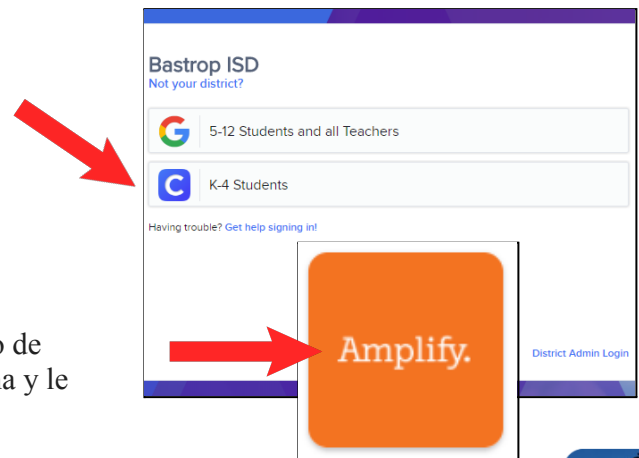 Bastrop ISD
Not your district?
G
5-12 Students and all Teachers
C
K-4 Students
Having trouble? Get help signing in!
de
y le
Amplify.
District Admin Login